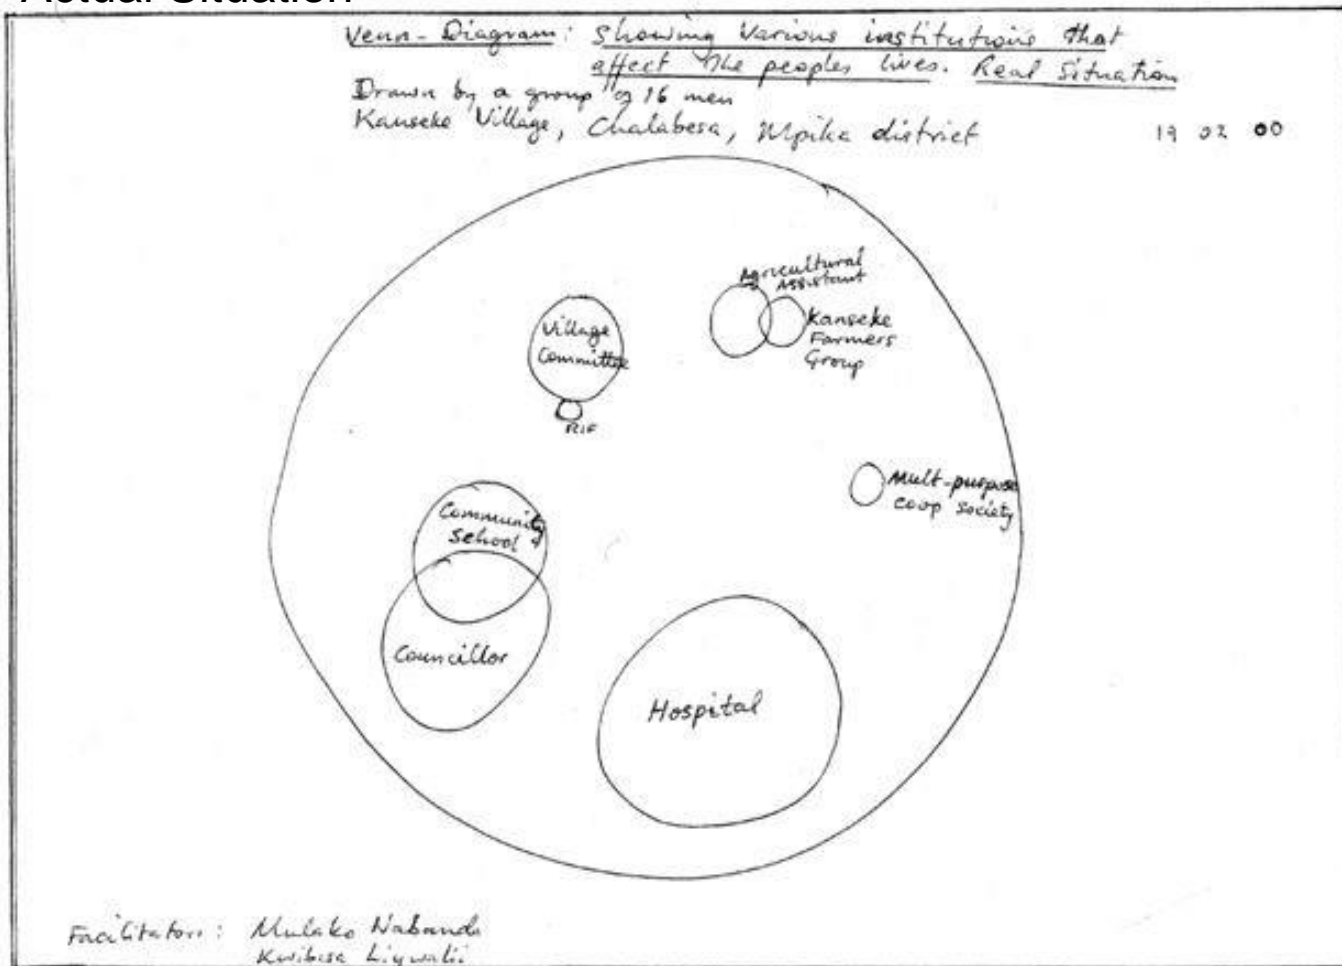 Actual Situation
Venn-Diagram: Showing Various institutions that
affect the peoples lives. Real Situation
Drawn by a group of 16 men
Kanseke Village, Chalabesa, Mpika district
19 02 00
Agricultural
Assistant
Village
Committee
Kanseke
Farmers
Group
RIF
Mult-purpose
coop society
Community
School
Councillor
Hospital
Facilitators: Mulako Nabanda
Kwibisa